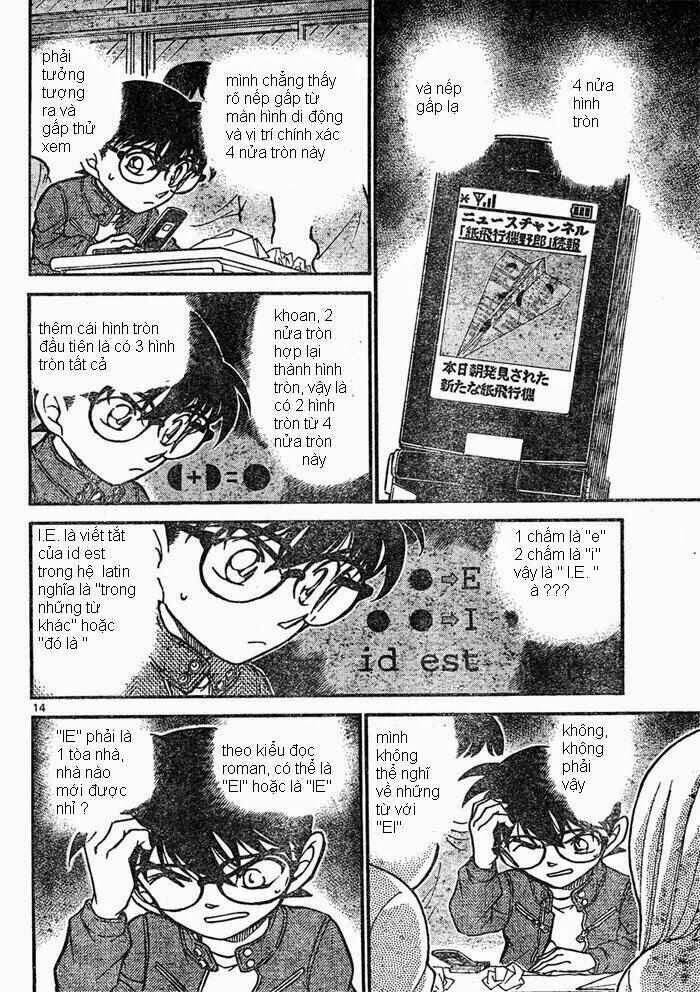 4 nửa
hình
tròn
và nếp
gấp lạ
ニュースチャンネル
「紙飛行機野郎」続報
本日朝発見された
新たな紙飛行機
mình chẳng thấy
rõ nếp gấp từ
màn hình di động
và vị trí chính xác
4 nửa tròn này
phải
tưởng
tượng
ra và
gấp thử
xem
khoan, 2
nửa tròn
hợp lại
thành hình
tròn, vậy là
có 2 hình
tròn từ 4
nửa tròn
này
thêm cái hình tròn
đầu tiên là có 3 hình
tròn tất cả
+ =
1 chấm là "e"
2 chấm là "i"
vậy là " I.E. "
à ???
⇨E
⇨I
id est
I.E. là viết tắt
của id est
trong hệ latin
nghĩa là "trong
những từ
khác" hoặc
"đó là "
14
không,
không
phải
vậy
mình
không
thể nghĩ
về những
từ với
"EI"
theo kiểu đọc
roman, có thể là
"EI" hoặc là "IE"
"IE" phải là
1 tòa nhà,
nhà nào
mới được
nhỉ ?